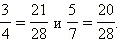 3/4 = 21/28 и 5/7 = 20/28.